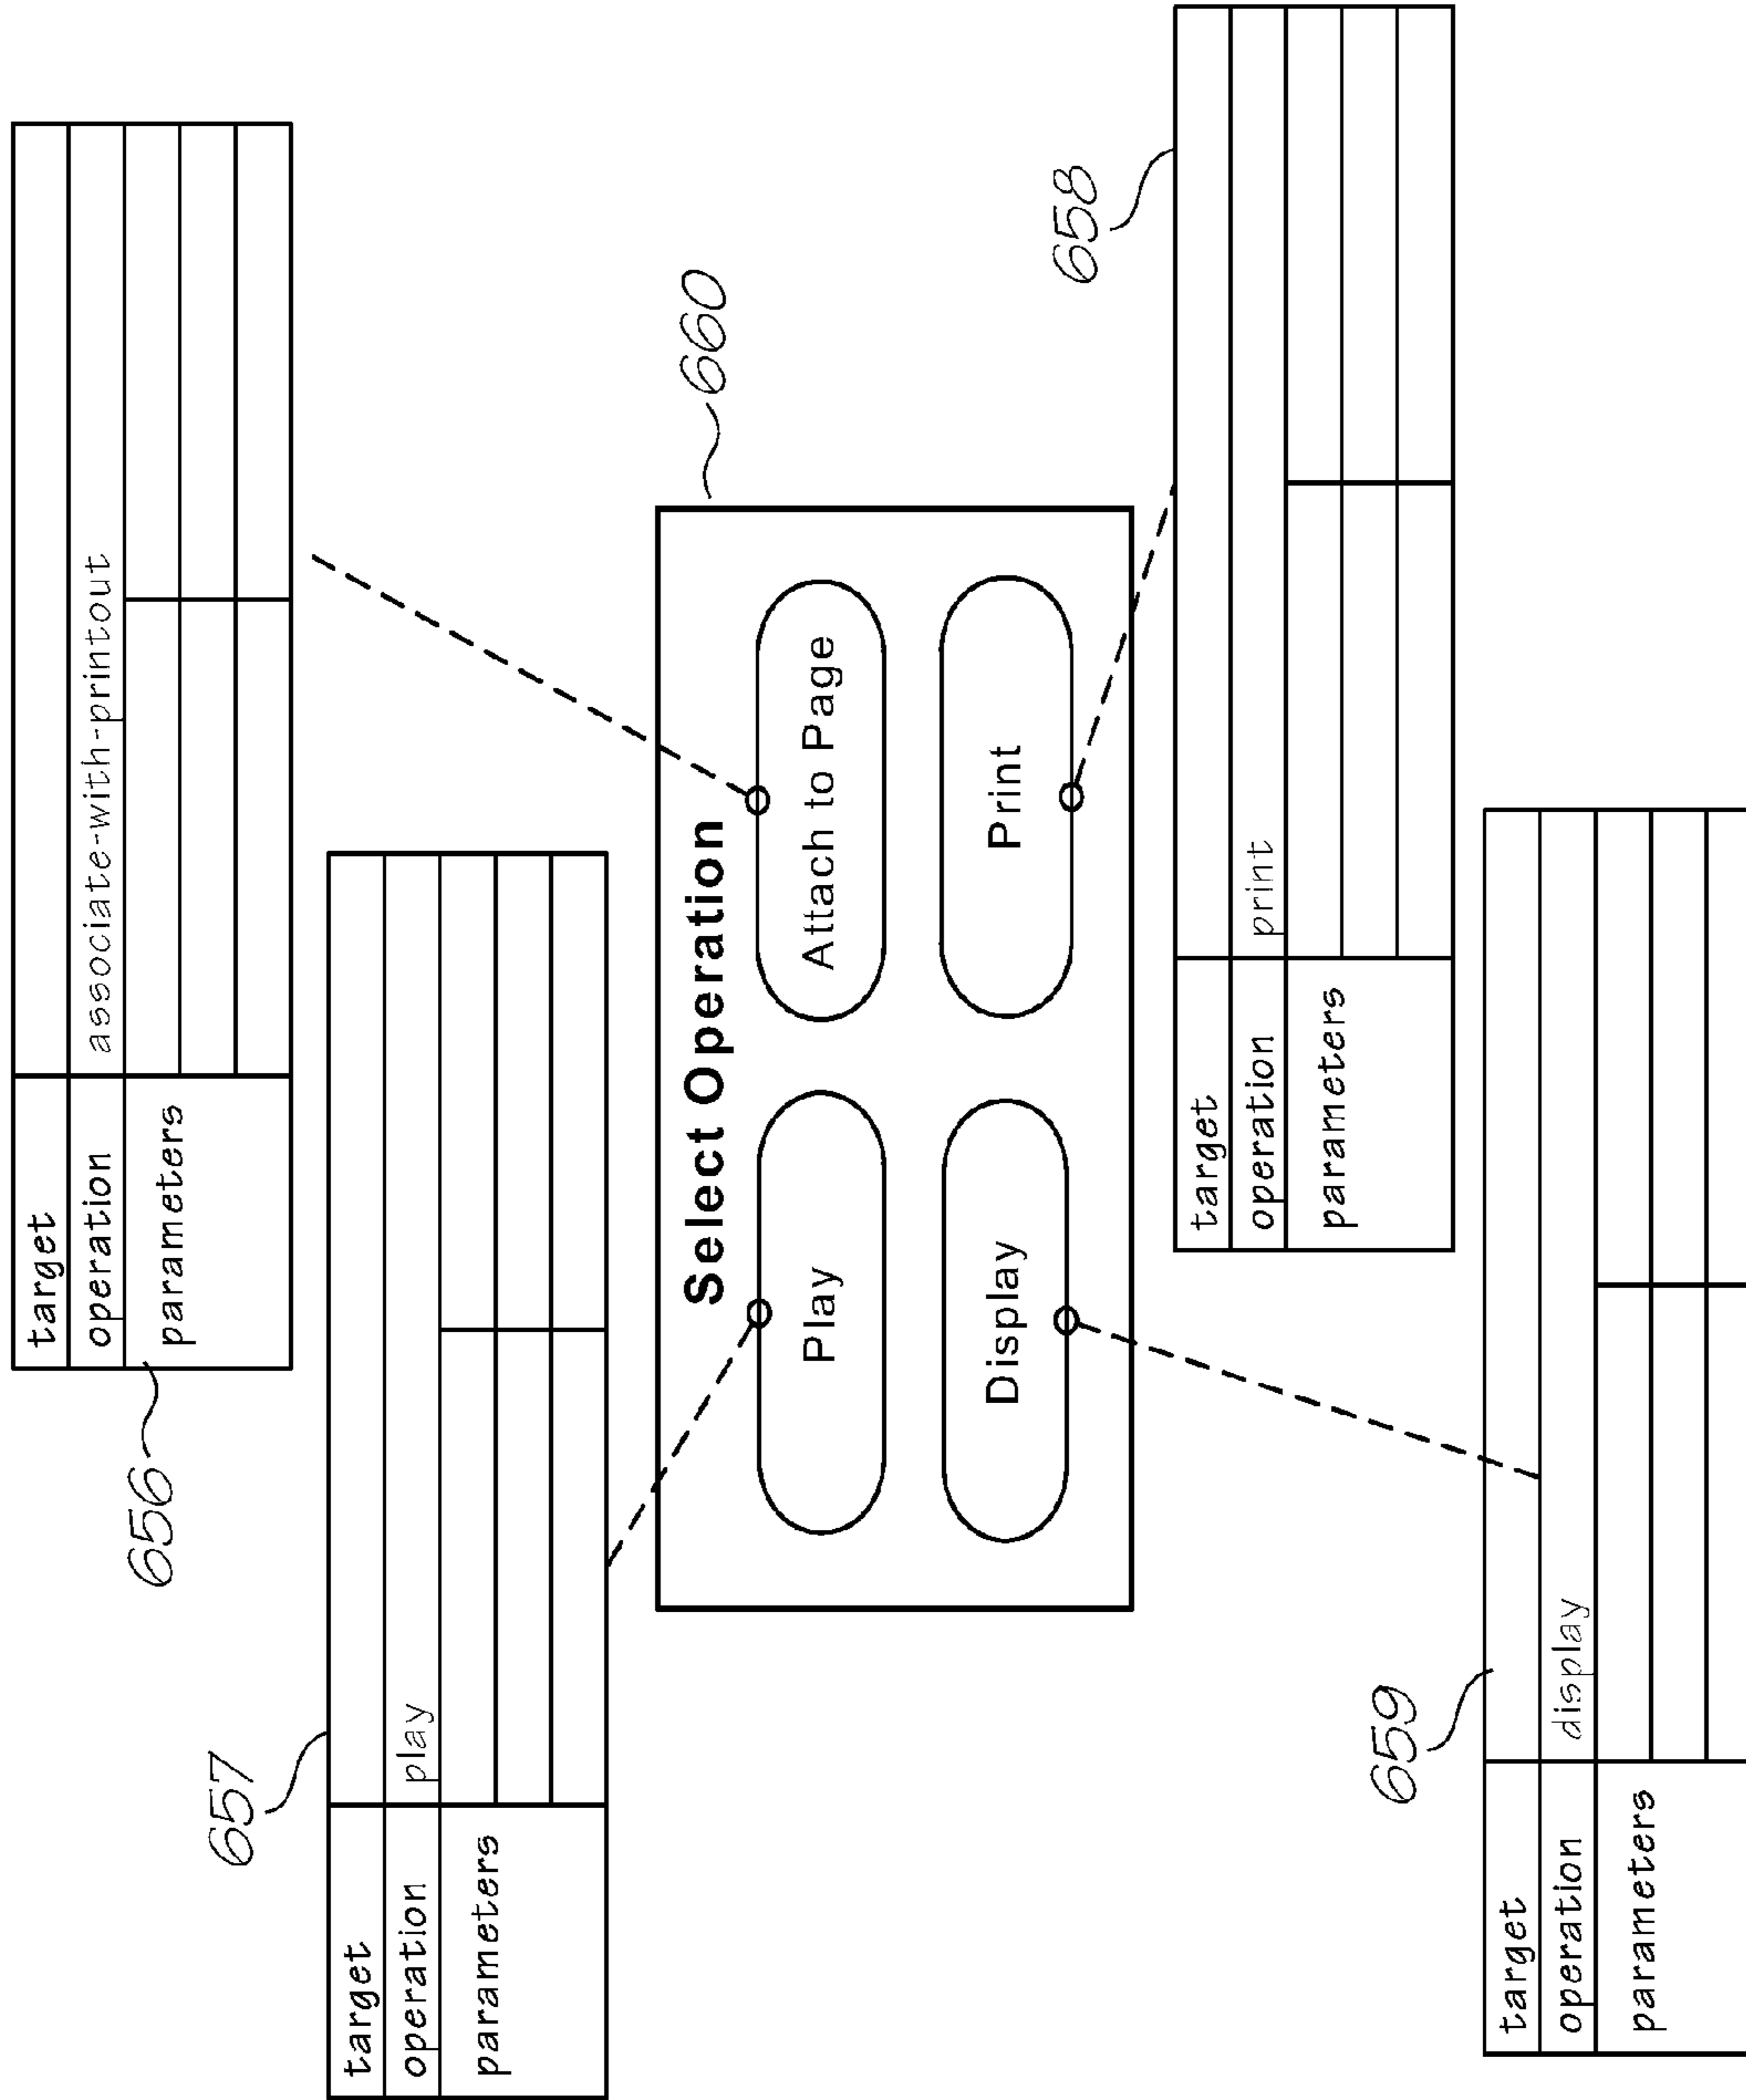 target
operation associate-with-printout
parameters
656
657
target
operation play
parameters
660
Select Operation
Play
Attach to Page
Display
Print
658
target
operation print
parameters
659
target
operation display
parameters